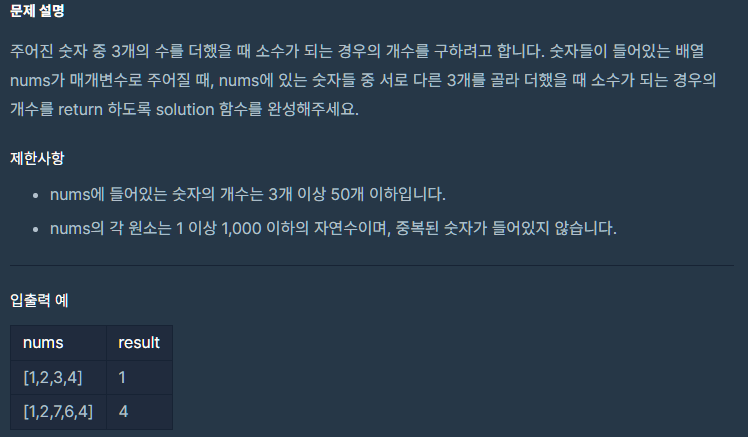 문제 설명
주어진 숫자 중 3개의 수를 더했을 때 소수가 되는 경우의 개수를 구하려고 합니다. 숫자들이 들어있는 배열
nums가 매개변수로 주어질 때, nums에 있는 숫자들 중 서로 다른 3개를 골라 더했을 때 소수가 되는 경우의
개수를 return 하도록 solution 함수를 완성해주세요.
제한사항
• nums에 들어있는 숫자의 개수는 3개 이상 50개 이하입니다.
• nums의 각 원소는 1 이상 1,000 이하의 자연수이며, 중복된 숫자가 들어있지 않습니다.
입출력 예
nums result
[1,2,3,4] 1
[1,2,7,6,4] 4